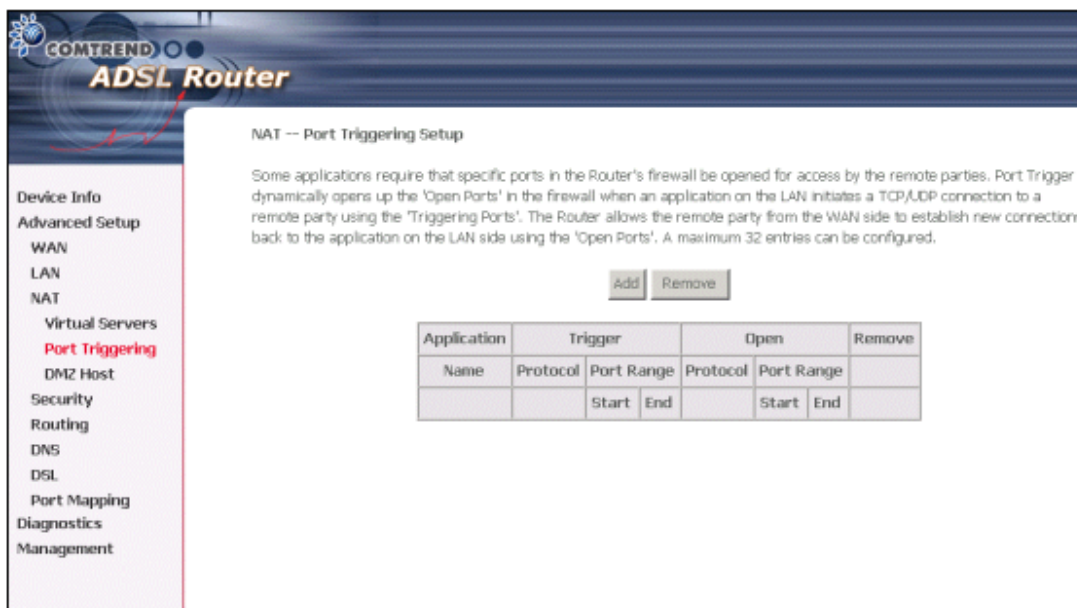 COMTREND
ADSL Router
NAT -- Port Triggering Setup
Some applications require that specific ports in the Router's firewall be opened for access by the remote parties. Port Trigger
dynamically opens up the 'Open Ports' in the firewall when an application on the LAN initiates a TCP/UDP connection to a
remote party using the 'Triggering Ports'. The Router allows the remote party from the WAN side to establish new connection
back to the application on the LAN side using the 'Open Ports'. A maximum 32 entries can be configured.
Add Remove
Application Trigger Open Remove
Name Protocol Port Range Protocol Port Range
Start End Start End
Device Info
Advanced Setup
WAN
LAN
NAT
Virtual Servers
Port Triggering
DMZ Host
Security
Routing
DNS
DSL
Port Mapping
Diagnostics
Management